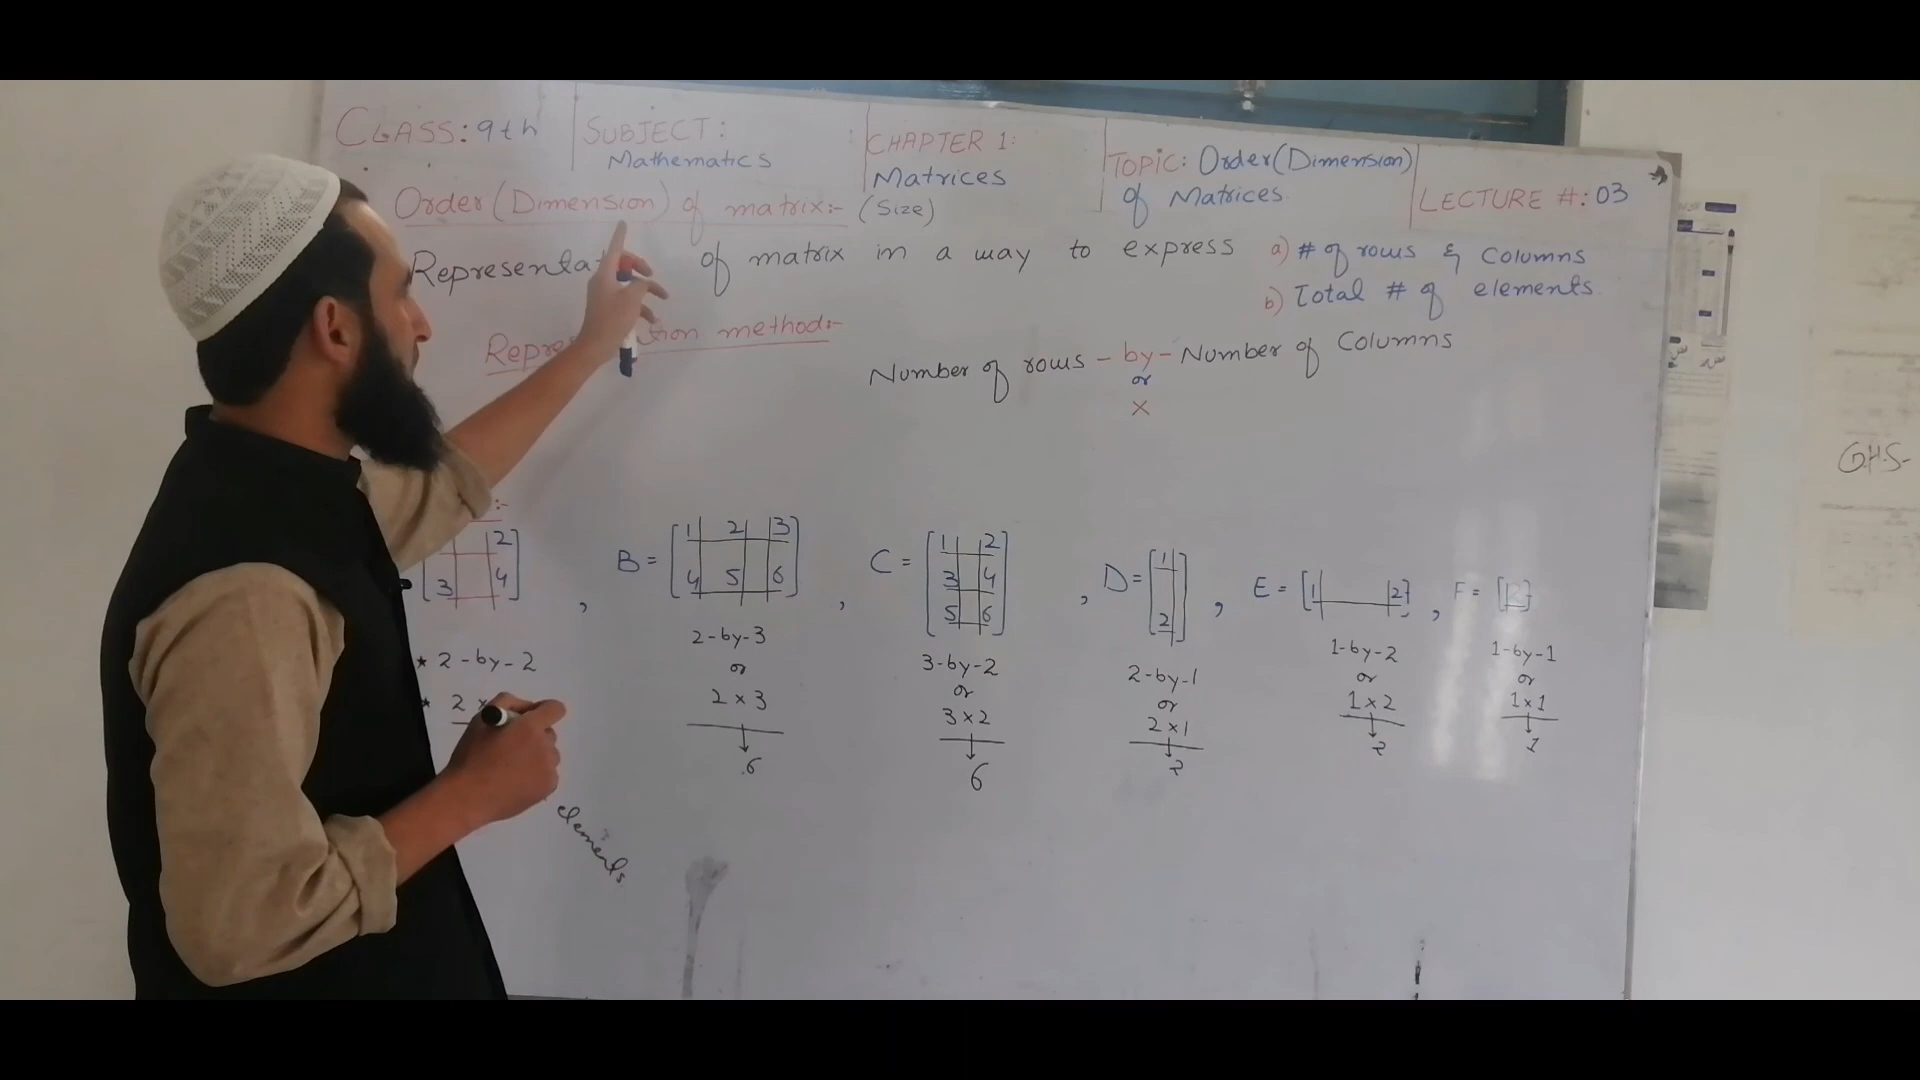 CLASS: 9th
SUBJECT:
Mathematics
CHAPTER 1:
Matrices
TOPIC: Order(Dimension)
of Matrices
LECTURE #: 03
Order (Dimension) of matrix:- (Size)
of matrix in a way to express
a) # of rows & Columns
b) Total # of elements
method:-
Number of rows - by - Number of Columns
or
×
2
3 4
,
B = [1 2 3
4 5 6]
,
C = [1 2
3 4
5 6]
,
D = [1
2]
,
E = [1 2]
,
F = [ ]
* 2-by-2
* 2 ×
elements
2-by-3
or
2 × 3
6
3-by-2
or
3 × 2
6
2-by-1
or
2 × 1
2
1-by-2
or
1 × 2
2
1-by-1
or
1 × 1
1
G.H.S-